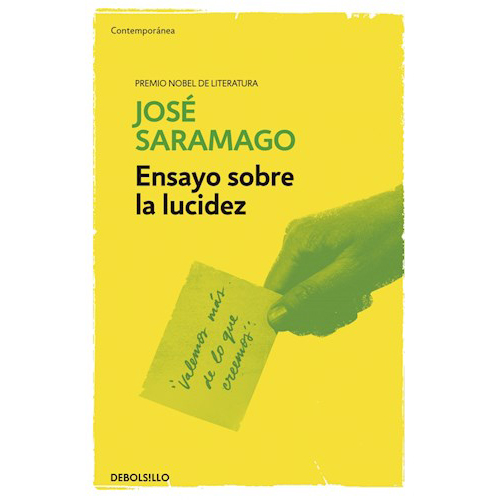 Contemporánea
PREMIO NOBEL DE LITERATURA
JOSÉ
SARAMAGO
Ensayo sobre
la lucidez
"Valemos más
de lo que
creemos".
DEBOLS!LLO